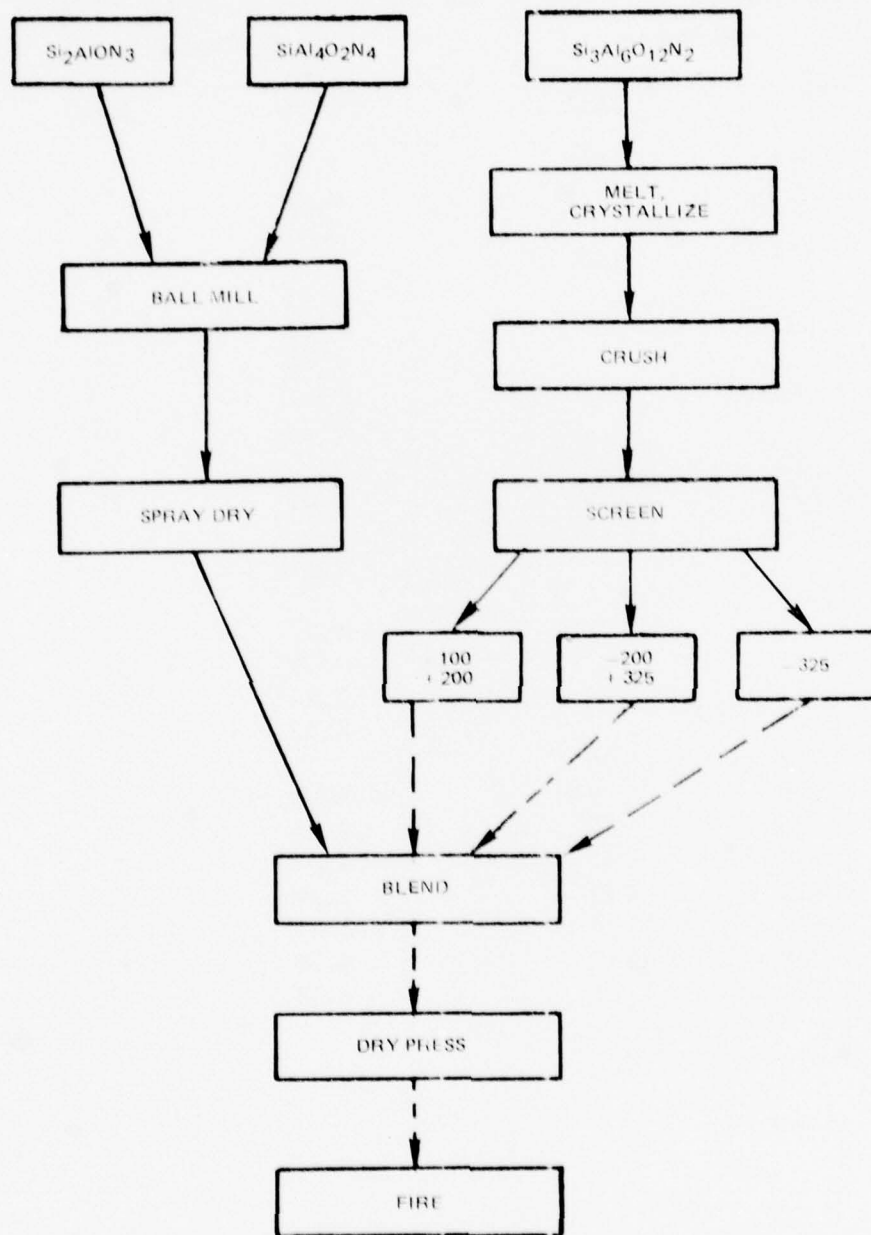 Si₂AlON₃
SiAl₄O₂N₄
Si₃Al₆O₁₂N₂
MELT,
CRYSTALLIZE
BALL MILL
CRUSH
SPRAY DRY
SCREEN
–100
+200
–200
+325
–325
BLEND
DRY PRESS
FIRE